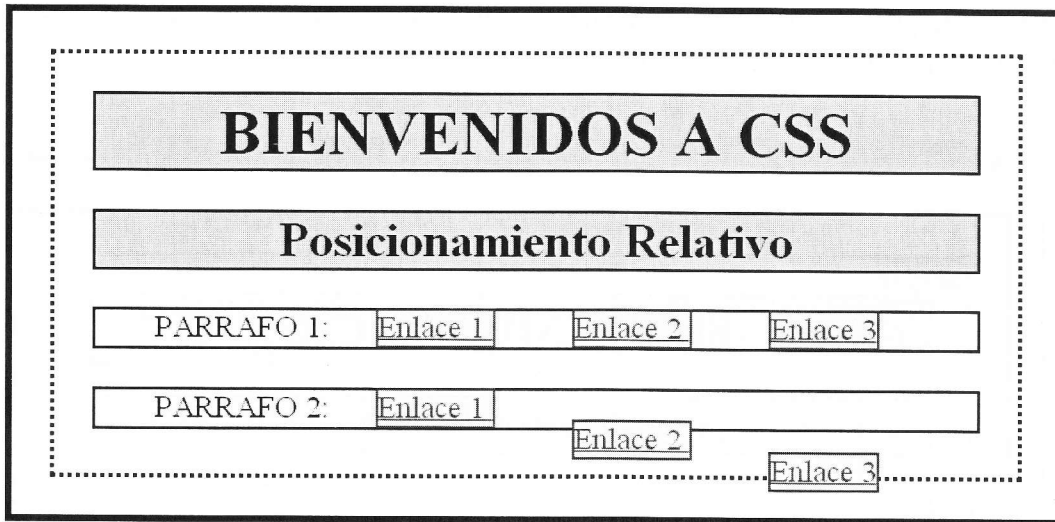 BIENVENIDOS A CSS
Posicionamiento Relativo
PARRAFO 1: Enlace 1 Enlace 2 Enlace 3
PARRAFO 2: Enlace 1
Enlace 2
Enlace 3